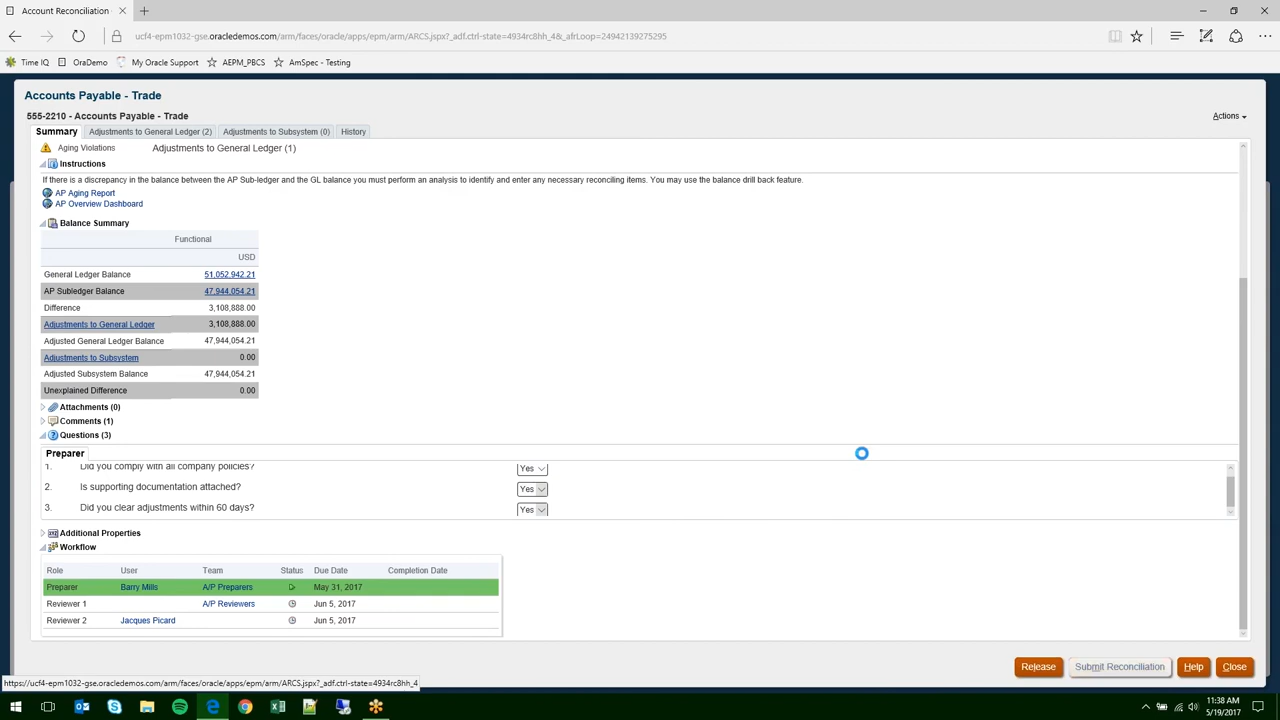 Account Reconciliation
ucf4-epm1032-gse.oracledemos.com/arm/faces/oracle/apps/epm/arm/ARCS.jspx?_adf.ctrl-state=4934rc8hh_4&_afrLoop=24942139275295
Time IQ OraDemo My Oracle Support AEPM_PBCS AmSpec - Testing
Accounts Payable - Trade
555-2210 - Accounts Payable - Trade
Actions
Summary Adjustments to General Ledger (2) Adjustments to Subsystem (0) History
Aging Violations Adjustments to General Ledger (1)
Instructions
If there is a discrepancy in the balance between the AP Sub-ledger and the GL balance you must perform an analysis to identify and enter any necessary reconciling items. You may use the balance drill back feature.
AP Aging Report
AP Overview Dashboard
Balance Summary
Functional
USD
General Ledger Balance 51,052,942.21
AP Subledger Balance 47,944,054.21
Difference 3,108,888.00
Adjustments to General Ledger 3,108,888.00
Adjusted General Ledger Balance 47,944,054.21
Adjustments to Subsystem 0.00
Adjusted Subsystem Balance 47,944,054.21
Unexplained Difference 0.00
Attachments (0)
Comments (1)
Questions (3)
Preparer
1. Did you comply with all company policies? Yes
2. Is supporting documentation attached? Yes
3. Did you clear adjustments within 60 days? Yes
Additional Properties
Workflow
Role User Team Status Due Date Completion Date
Preparer Barry Mills A/P Preparers May 31, 2017
Reviewer 1 A/P Reviewers Jun 5, 2017
Reviewer 2 Jacques Picard Jun 5, 2017
Release Submit Reconciliation Help Close
https://ucf4-epm1032-gse.oracledemos.com/arm/faces/oracle/apps/epm/arm/ARCS.jspx?_adf.ctrl-state=4934rc8hh_4
11:38 AM
5/19/2017